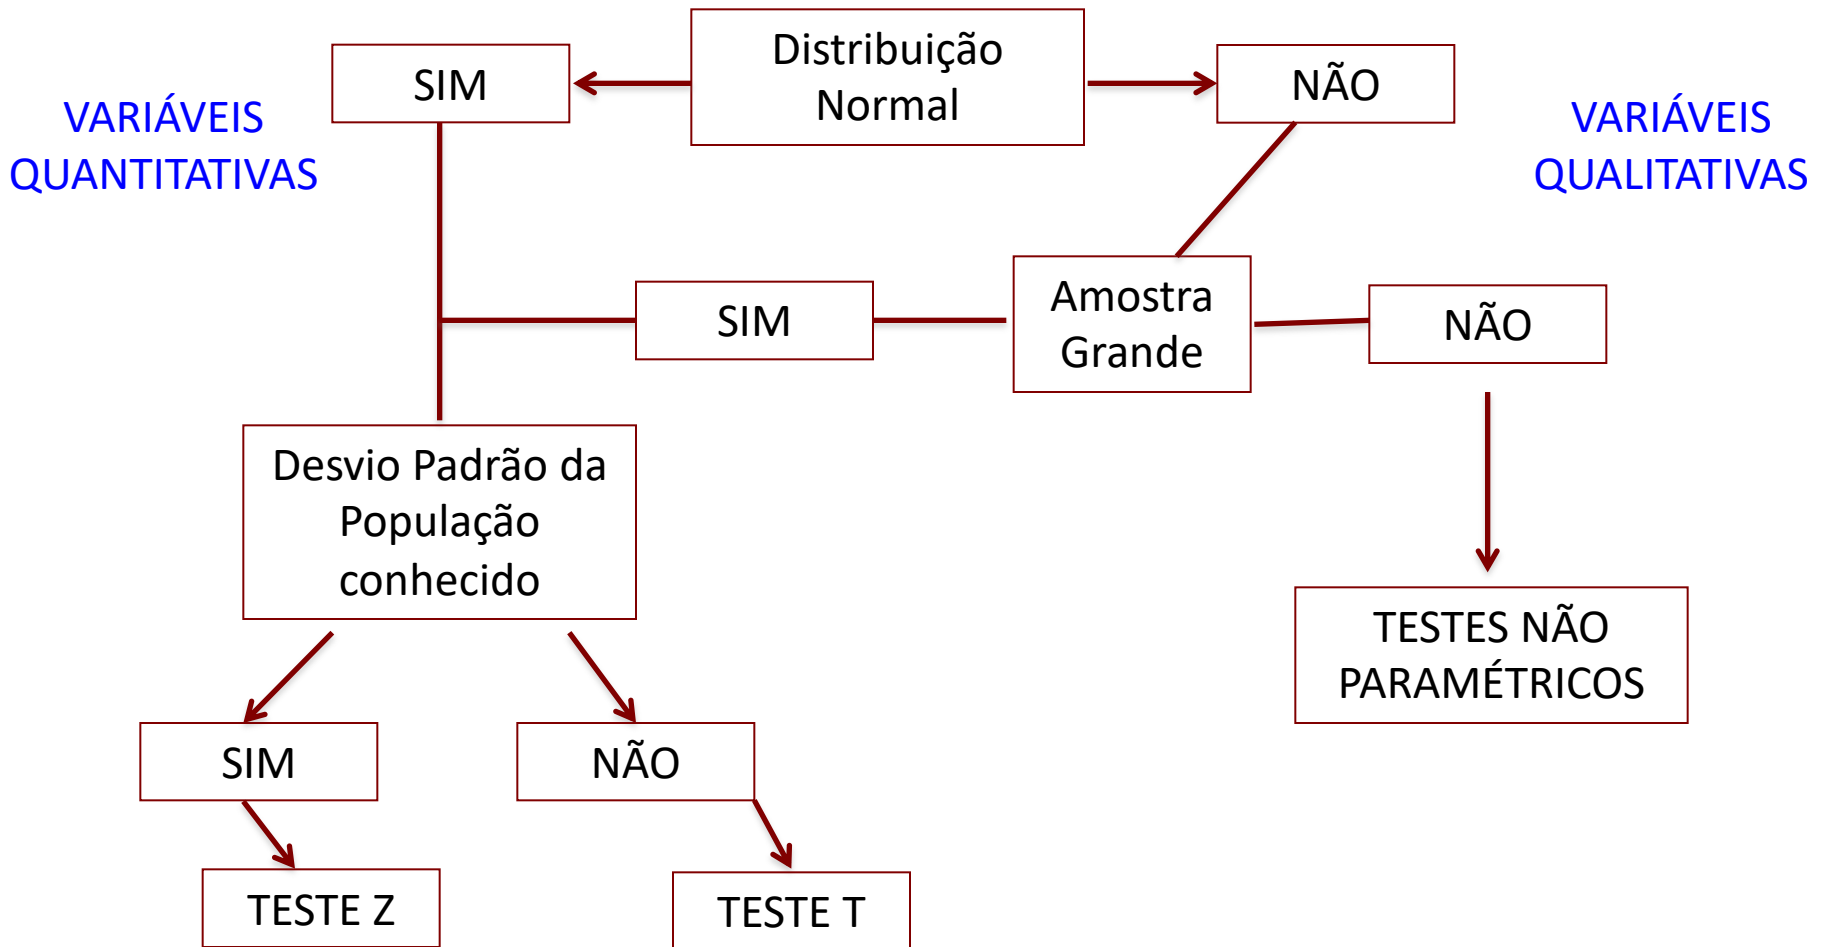 Distribuição
Normal
SIM
NÃO
VARIÁVEIS
QUANTITATIVAS
VARIÁVEIS
QUALITATIVAS
SIM
Amostra
Grande
NÃO
Desvio Padrão da
População
conhecido
TESTES NÃO
PARAMÉTRICOS
SIM
NÃO
TESTE Z
TESTE T